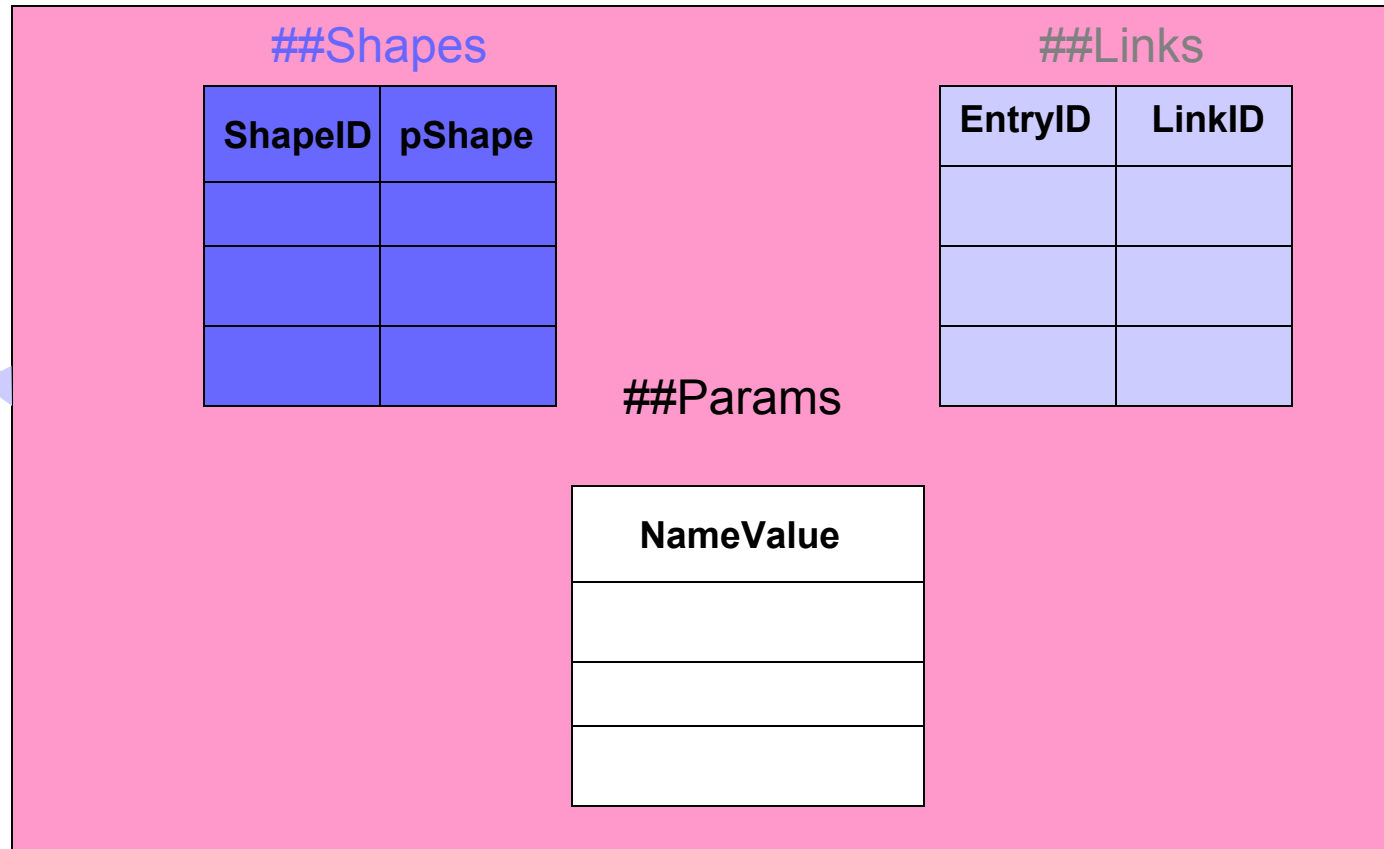 ##Shapes
ShapeID pShape
##Links
EntryID LinkID
##Params
NameValue